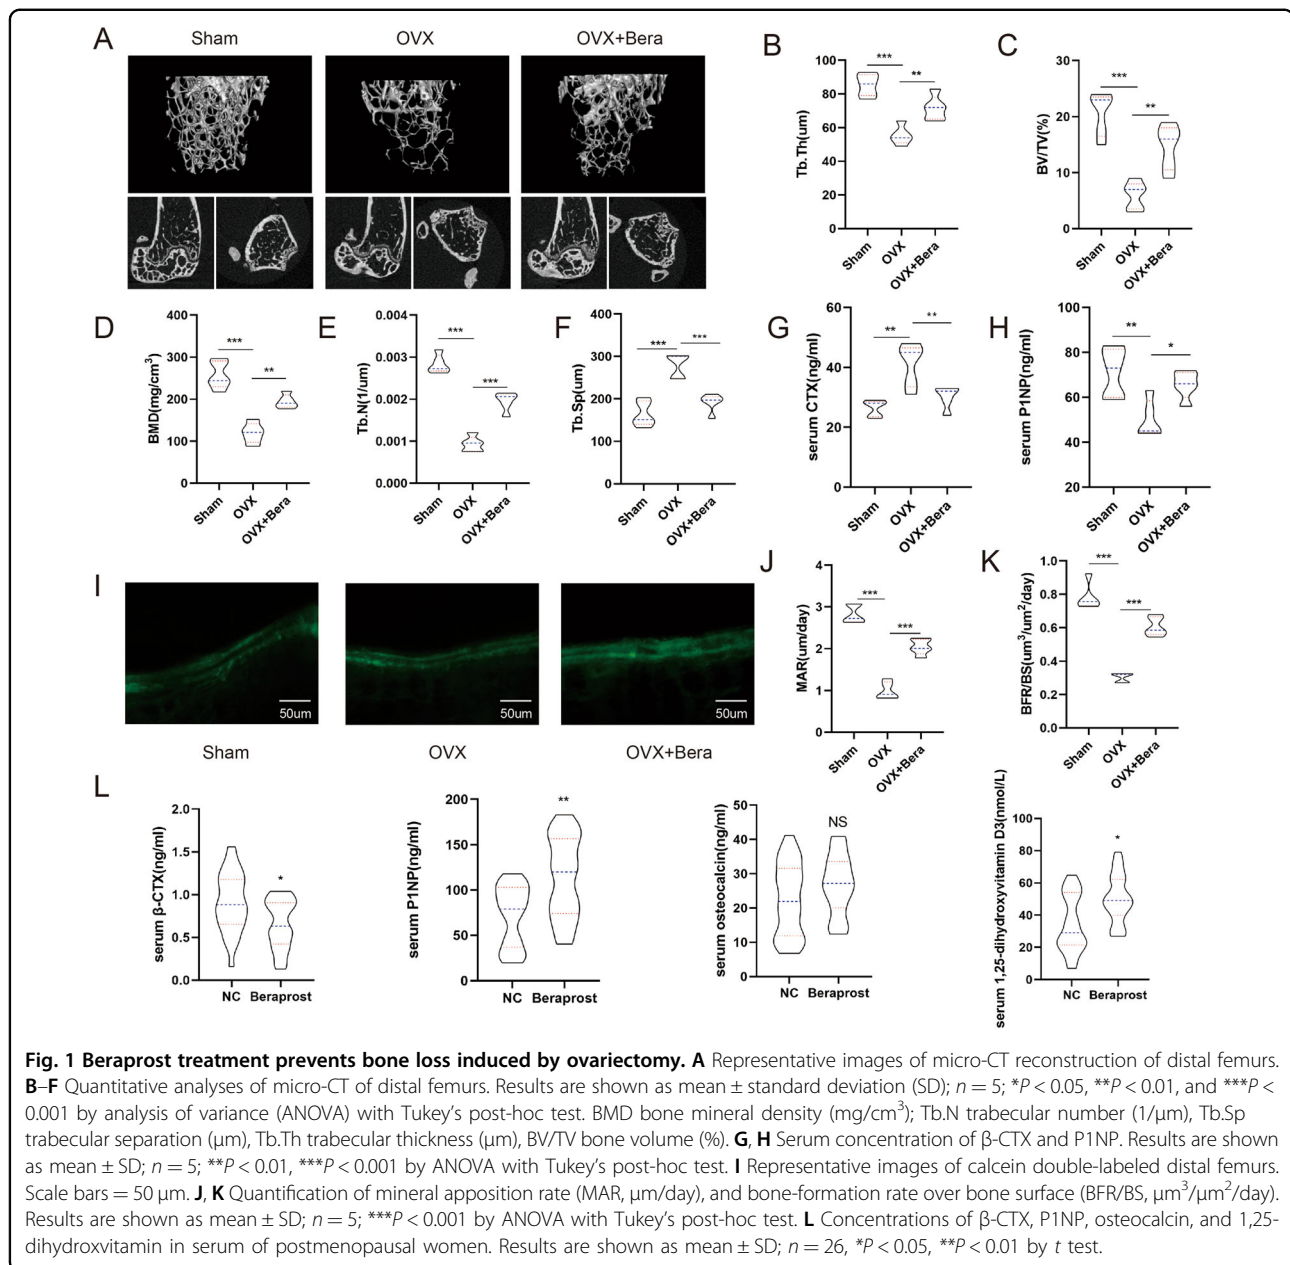 A
Sham
OVX
OVX+Bera
B
Tb.Th(um)
100
80
60
40
20
0
***
**
Sham
OVX
OVX+Bera
C
BV/TV(%)
30
20
10
0
***
**
Sham
OVX
OVX+Bera
D
BMD(mg/cm³)
400
300
200
100
0
***
**
Sham
OVX
OVX+Bera
E
Tb.N(1/um)
0.004
0.003
0.002
0.001
0.000
***
***
Sham
OVX
OVX+Bera
F
Tb.Sp(um)
400
300
200
100
0
***
***
Sham
OVX
OVX+Bera
G
serum CTX(ng/ml)
60
40
20
0
**
**
Sham
OVX
OVX+Bera
H
serum P1NP(ng/ml)
100
80
60
40
20
**
*
Sham
OVX
OVX+Bera
I
50um
50um
50um
Sham
OVX
OVX+Bera
J
MAR(um/day)
4
3
2
1
0
***
***
Sham
OVX
OVX+Bera
K
BFR/BS(um³/um²/day)
1.0
0.8
0.6
0.4
0.2
0.0
***
***
Sham
OVX
OVX+Bera
L
serum β-CTX(ng/ml)
2.0
1.5
1.0
0.5
0.0
*
NC
Beraprost
serum P1NP(ng/ml)
200
150
100
50
0
**
NC
Beraprost
serum osteocalcin(ng/ml)
50
40
30
20
10
0
NS
NC
Beraprost
serum 1,25-dihydroxyvitamin D3(nmol/L)
100
80
60
40
20
0
*
NC
Beraprost
Fig. 1 Beraprost treatment prevents bone loss induced by ovariectomy. A Representative images of micro-CT reconstruction of distal femurs.
B–F Quantitative analyses of micro-CT of distal femurs. Results are shown as mean ± standard deviation (SD); n = 5; *P < 0.05, **P < 0.01, and ***P <
0.001 by analysis of variance (ANOVA) with Tukey's post-hoc test. BMD bone mineral density (mg/cm³); Tb.N trabecular number (1/μm), Tb.Sp
trabecular separation (μm), Tb.Th trabecular thickness (μm), BV/TV bone volume (%). G, H Serum concentration of β-CTX and P1NP. Results are shown
as mean ± SD; n = 5; **P < 0.01, ***P < 0.001 by ANOVA with Tukey's post-hoc test. I Representative images of calcein double-labeled distal femurs.
Scale bars = 50 μm. J, K Quantification of mineral apposition rate (MAR, μm/day), and bone-formation rate over bone surface (BFR/BS, μm³/μm²/day).
Results are shown as mean ± SD; n = 5; ***P < 0.001 by ANOVA with Tukey's post-hoc test. L Concentrations of β-CTX, P1NP, osteocalcin, and 1,25-
dihydroxvitamin in serum of postmenopausal women. Results are shown as mean ± SD; n = 26, *P < 0.05, **P < 0.01 by t test.